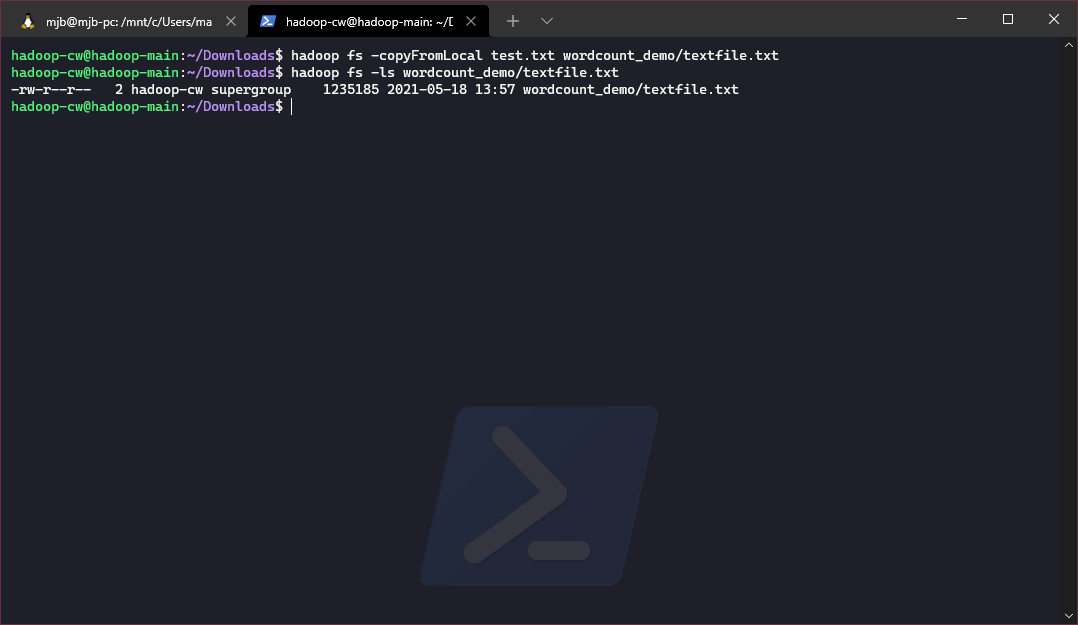 mjb@mjb-pc: /mnt/c/Users/ma
hadoop-cw@hadoop-main: ~/D
hadoop-cw@hadoop-main:~/Downloads$ hadoop fs -copyFromLocal test.txt wordcount_demo/textfile.txt
hadoop-cw@hadoop-main:~/Downloads$ hadoop fs -ls wordcount_demo/textfile.txt
-rw-r--r--   2 hadoop-cw supergroup    1235185 2021-05-18 13:57 wordcount_demo/textfile.txt
hadoop-cw@hadoop-main:~/Downloads$